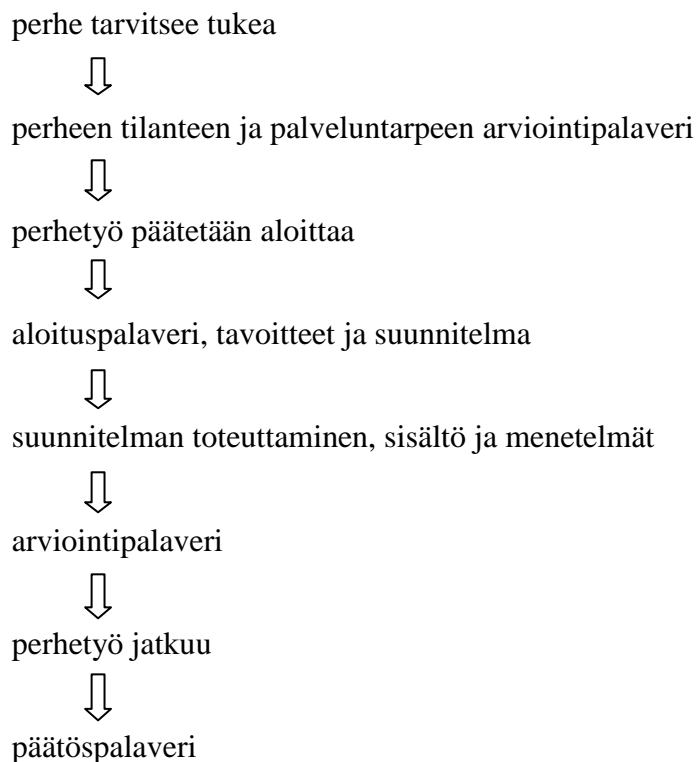 perhe tarvitsee tukea
perheen tilanteen ja palveluntarpeen arviointipalaveri
perhetyö päätetään aloittaa
aloituspalaveri, tavoitteet ja suunnitelma
suunnitelman toteuttaminen, sisältö ja menetelmät
arviointipalaveri
perhetyö jatkuu
päätöspalaveri